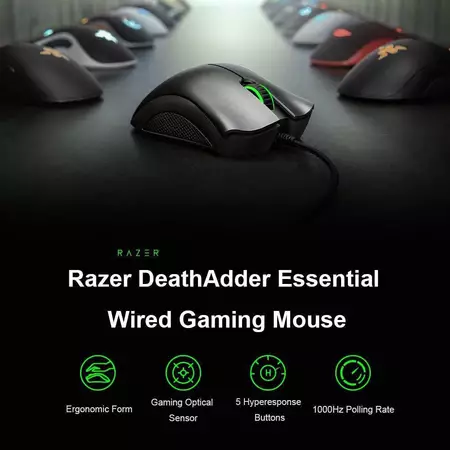 RAZER
Razer DeathAdder Essential
Wired Gaming Mouse
Ergonomic Form
Gaming Optical
Sensor
H
5 Hyperesponse
Buttons
1000Hz Polling Rate